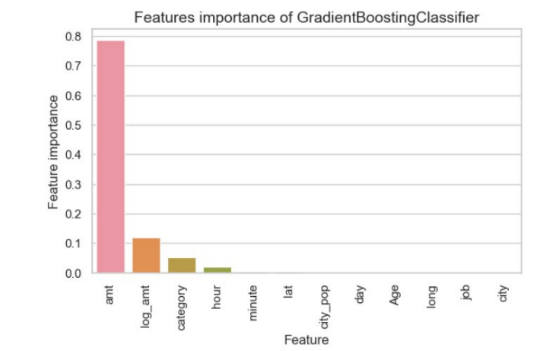 Features importance of GradientBoostingClassifier
0.8
0.7
0.6
0.5
0.4
0.3
0.2
0.1
0.0
Feature importance
amt
log_amt
category
hour
minute
lat
city_pop
day
Age
long
job
city
Feature